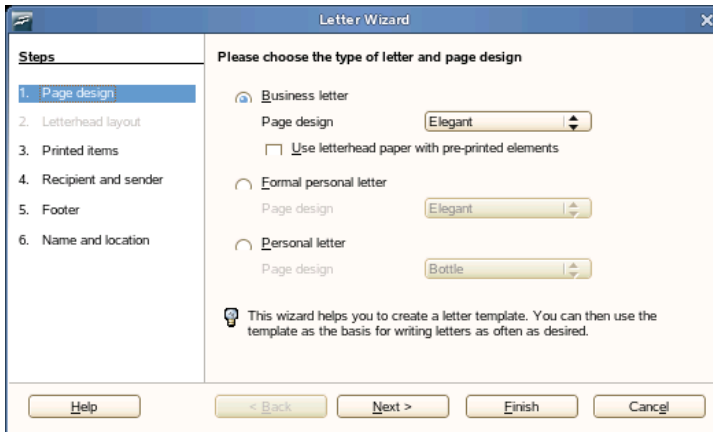 Letter Wizard
Steps
1. Page design
2. Letterhead layout
3. Printed items
4. Recipient and sender
5. Footer
6. Name and location
Please choose the type of letter and page design
Business letter
Page design Elegant
Use letterhead paper with pre-printed elements
Formal personal letter
Page design Elegant
Personal letter
Page design Bottle
This wizard helps you to create a letter template. You can then use the
template as the basis for writing letters as often as desired.
Help < Back Next > Finish Cancel